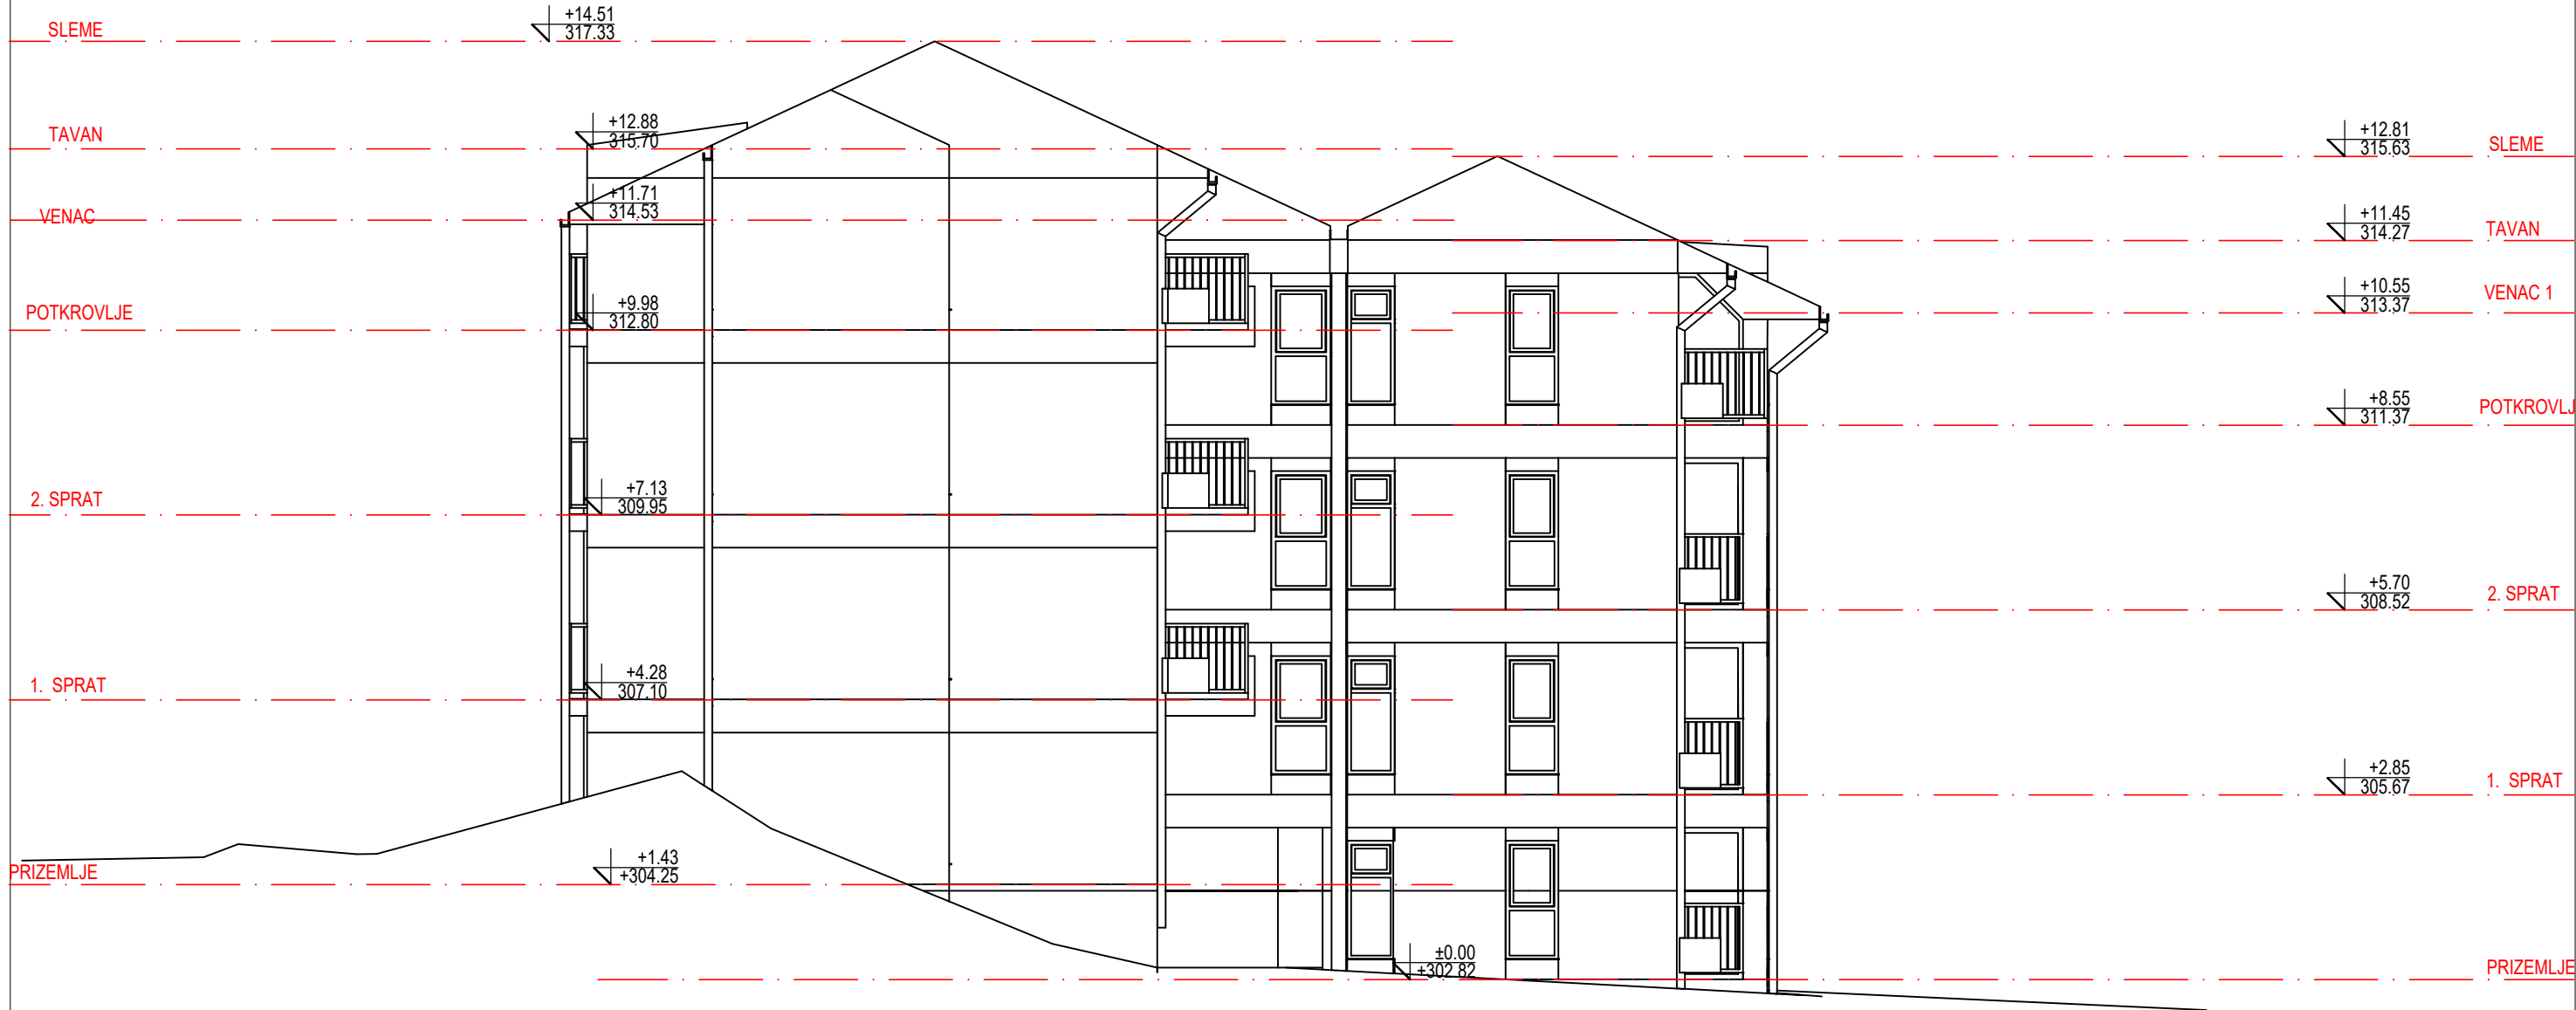 SLEME
+14.51
317.33
TAVAN
+12.88
315.70
+12.81
315.63
SLEME
VENAC
+11.71
314.53
+11.45
314.27
TAVAN
POTKROVLJE
+9.98
312.80
+10.55
313.37
VENAC 1
+8.55
311.37
POTKROVLJ
2. SPRAT
+7.13
309.95
+5.70
308.52
2. SPRAT
1. SPRAT
+4.28
307.10
+2.85
305.67
1. SPRAT
PRIZEMLJE
+1.43
+304.25
±0.00
+302.82
PRIZEMLJE